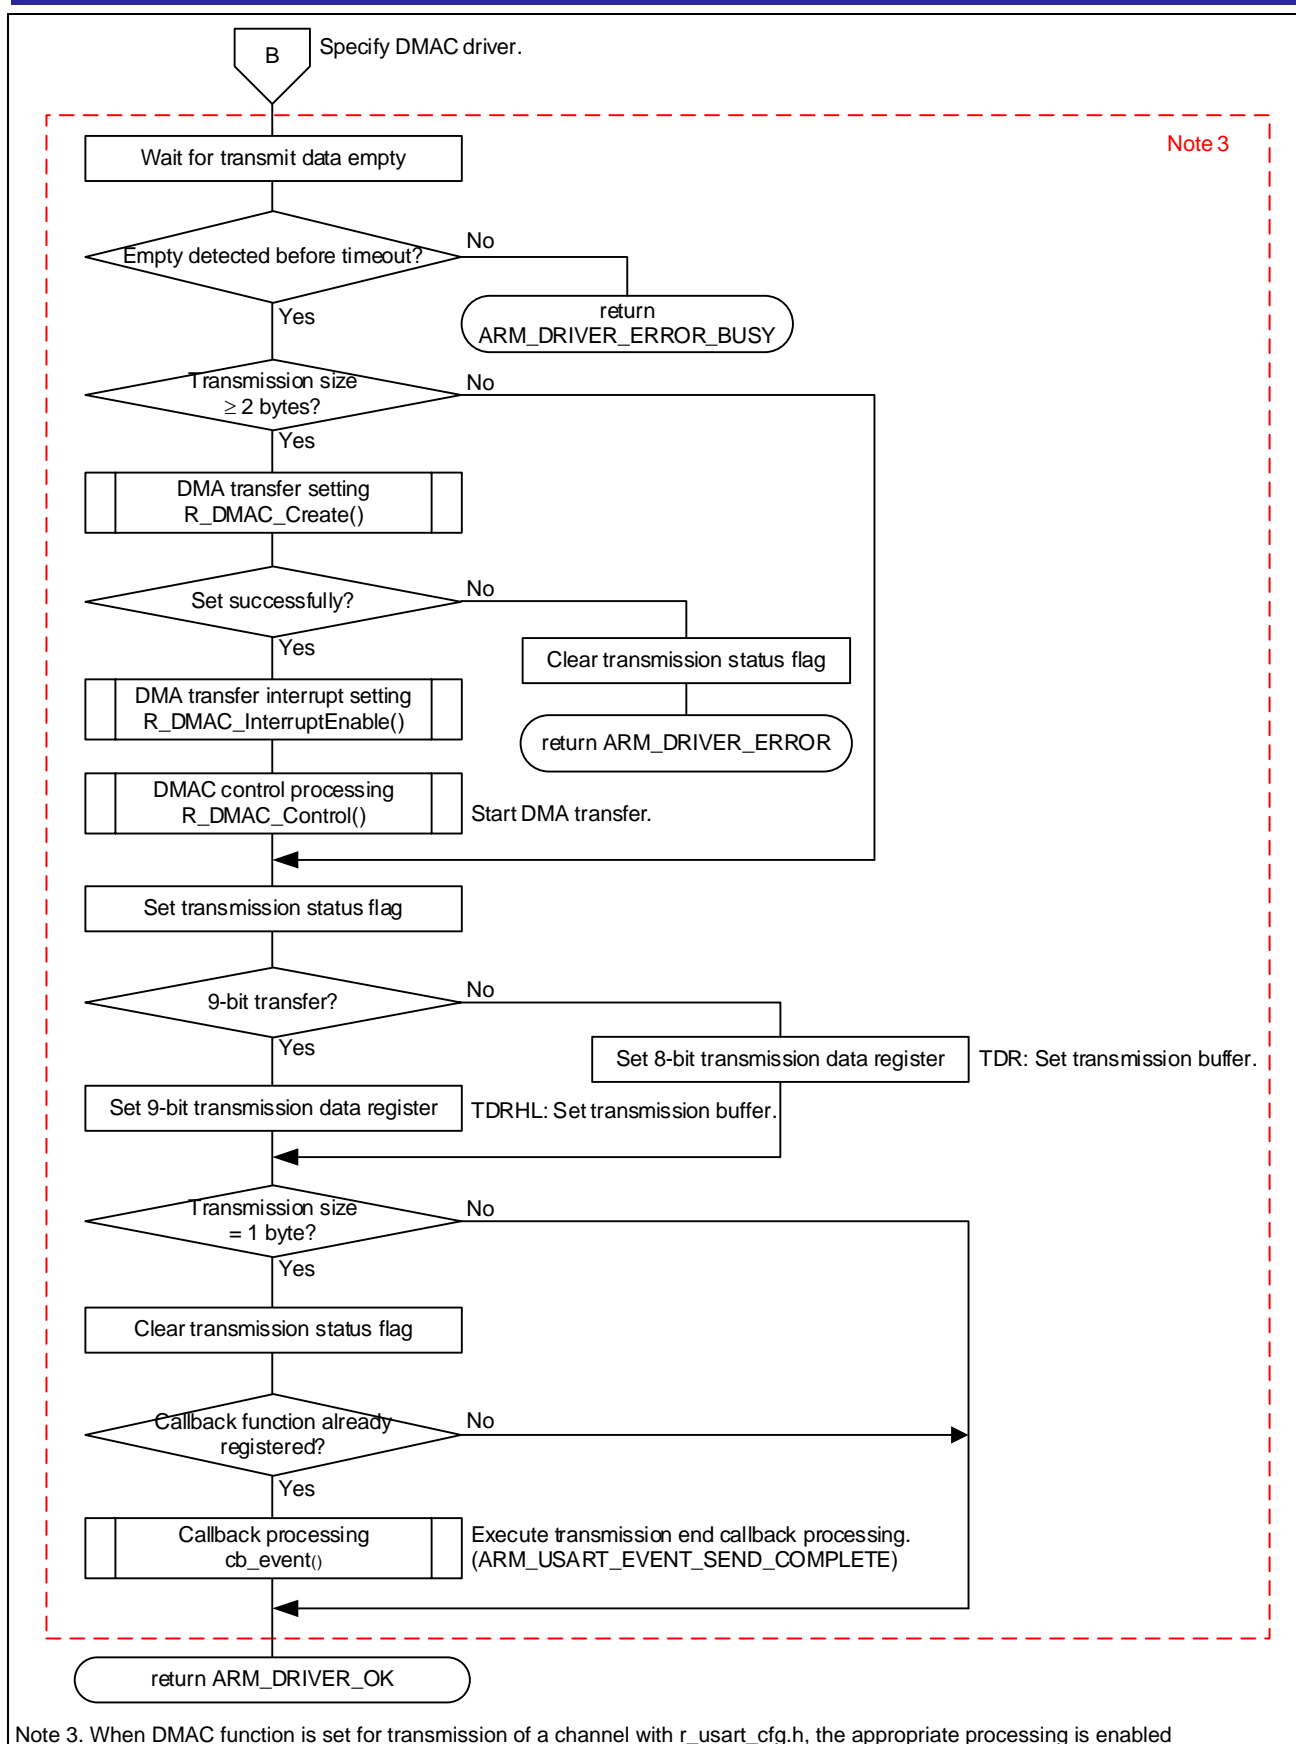 B
Specify DMAC driver.
Note 3
Wait for transmit data empty
Empty detected before timeout?
No
Yes
return
ARM_DRIVER_ERROR_BUSY
Transmission size
≥ 2 bytes?
No
Yes
DMA transfer setting
R_DMAC_Create()
Set successfully?
No
Yes
Clear transmission status flag
return ARM_DRIVER_ERROR
DMA transfer interrupt setting
R_DMAC_InterruptEnable()
DMAC control processing
R_DMAC_Control()
Start DMA transfer.
Set transmission status flag
9-bit transfer?
No
Yes
Set 8-bit transmission data register
TDR: Set transmission buffer.
Set 9-bit transmission data register
TDRHL: Set transmission buffer.
Transmission size
= 1 byte?
No
Yes
Clear transmission status flag
Callback function already
registered?
No
Yes
Callback processing
cb_event()
Execute transmission end callback processing.
(ARM_USART_EVENT_SEND_COMPLETE)
return ARM_DRIVER_OK
Note 3. When DMAC function is set for transmission of a channel with r_usart_cfg.h, the appropriate processing is enabled